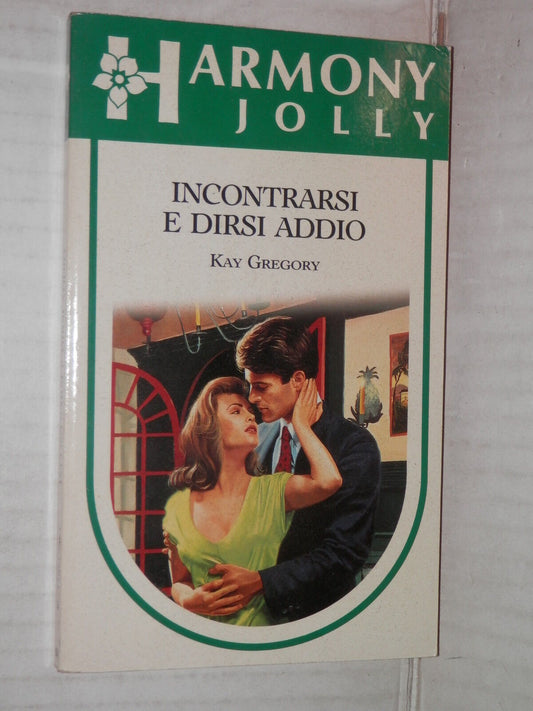 HARMONY
JOLLY
INCONTRARSI
E DIRSI ADDIO
KAY GREGORY